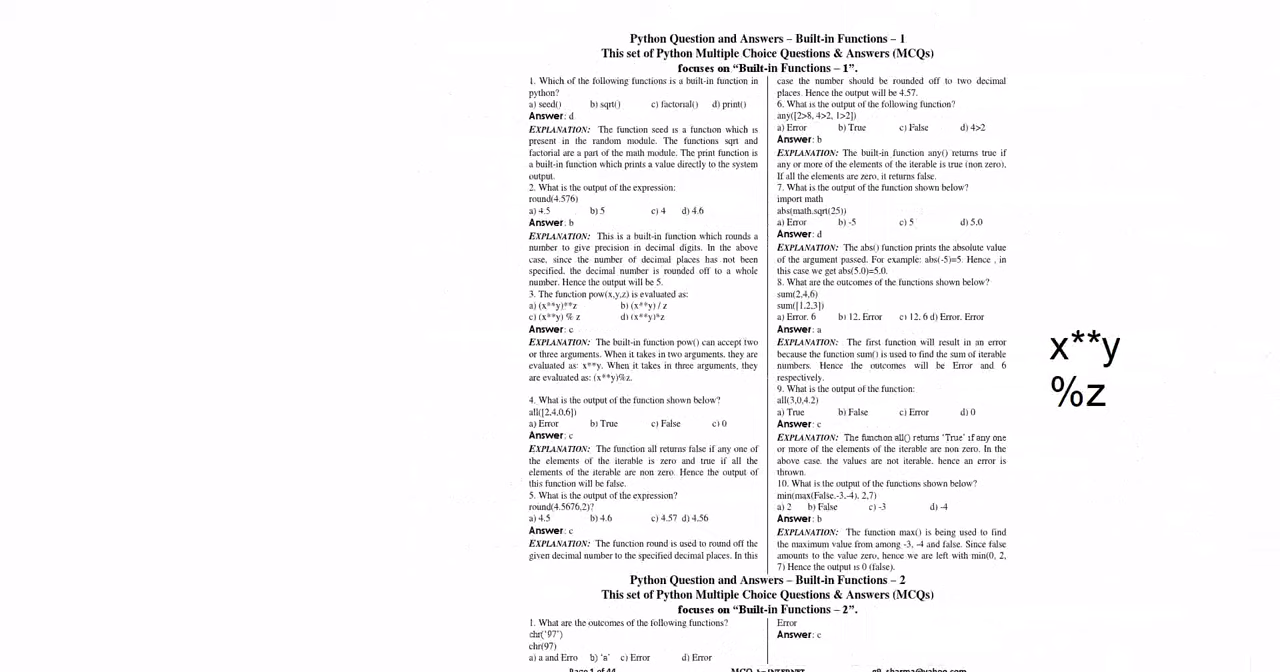 Python Question and Answers – Built-in Functions – 1
This set of Python Multiple Choice Questions & Answers (MCQs)
focuses on “Built-in Functions – 1”.
1. Which of the following functions is a built-in function in
python?
a) seed() b) sqrt() c) factorial() d) print()
Answer: d
EXPLANATION: The function seed is a function which is
present in the random module. The functions sqrt and
factorial are a part of the math module. The print function is
a built-in function which prints a value directly to the system
output.
2. What is the output of the expression:
round(4.576)
a) 4.5 b) 5 c) 4 d) 4.6
Answer: b
EXPLANATION: This is a built-in function which rounds a
number to give precision in decimal digits. In the above
case, since the number of decimal places has not been
specified, the decimal number is rounded off to a whole
number. Hence the output will be 5.
3. The function pow(x,y,z) is evaluated as:
a) (x**y)**z b) (x**y) / z
c) (x**y) % z d) (x**y)*z
Answer: c
EXPLANATION: The built-in function pow() can accept two
or three arguments. When it takes in two arguments, they are
evaluated as: x**y. When it takes in three arguments, they
are evaluated as: (x**y)%z.
4. What is the output of the function shown below?
all([2,4,0,6])
a) Error b) True c) False c) 0
Answer: c
EXPLANATION: The function all returns false if any one of
the elements of the iterable is zero and true if all the
elements of the iterable are non zero. Hence the output of
this function will be false.
5. What is the output of the expression?
round(4.5676,2)?
a) 4.5 b) 4.6 c) 4.57 d) 4.56
Answer: c
EXPLANATION: The function round is used to round off the
given decimal number to the specified decimal places. In this
case the number should be rounded off to two decimal
places. Hence the output will be 4.57.
6. What is the output of the following function?
any([2>8, 4>2, 1>2])
a) Error b) True c) False d) 4>2
Answer: b
EXPLANATION: The built-in function any() returns true if
any or more of the elements of the iterable is true (non zero),
If all the elements are zero, it returns false.
7. What is the output of the function shown below?
import math
abs(math.sqrt(25))
a) Error b) -5 c) 5 d) 5.0
Answer: d
EXPLANATION: The abs() function prints the absolute value
of the argument passed. For example: abs(-5)=5. Hence , in
this case we get abs(5.0)=5.0.
8. What are the outcomes of the functions shown below?
sum(2,4,6)
sum([1,2,3])
a) Error, 6 b) 12, Error c) 12, 6 d) Error, Error
Answer: a
EXPLANATION: The first function will result in an error
because the function sum() is used to find the sum of iterable
numbers. Hence the outcomes will be Error and 6
respectively.
9. What is the output of the function:
all(3,0,4.2)
a) True b) False c) Error d) 0
Answer: c
EXPLANATION: The function all() returns ‘True’ if any one
or more of the elements of the iterable are non zero. In the
above case, the values are not iterable, hence an error is
thrown.
10. What is the output of the functions shown below?
min(max(False,-3,-4), 2,7)
a) 2 b) False c) -3 d) -4
Answer: b
EXPLANATION: The function max() is being used to find
the maximum value from among -3, -4 and false. Since false
amounts to the value zero, hence we are left with min(0, 2,
7) Hence the output is 0 (false).
x**y
%z
Python Question and Answers – Built-in Functions – 2
This set of Python Multiple Choice Questions & Answers (MCQs)
focuses on “Built-in Functions – 2”.
1. What are the outcomes of the following functions?
chr(‘97’)
chr(97)
a) a and Erro b) ‘a’ c) Error d) Error
Error
Answer: c